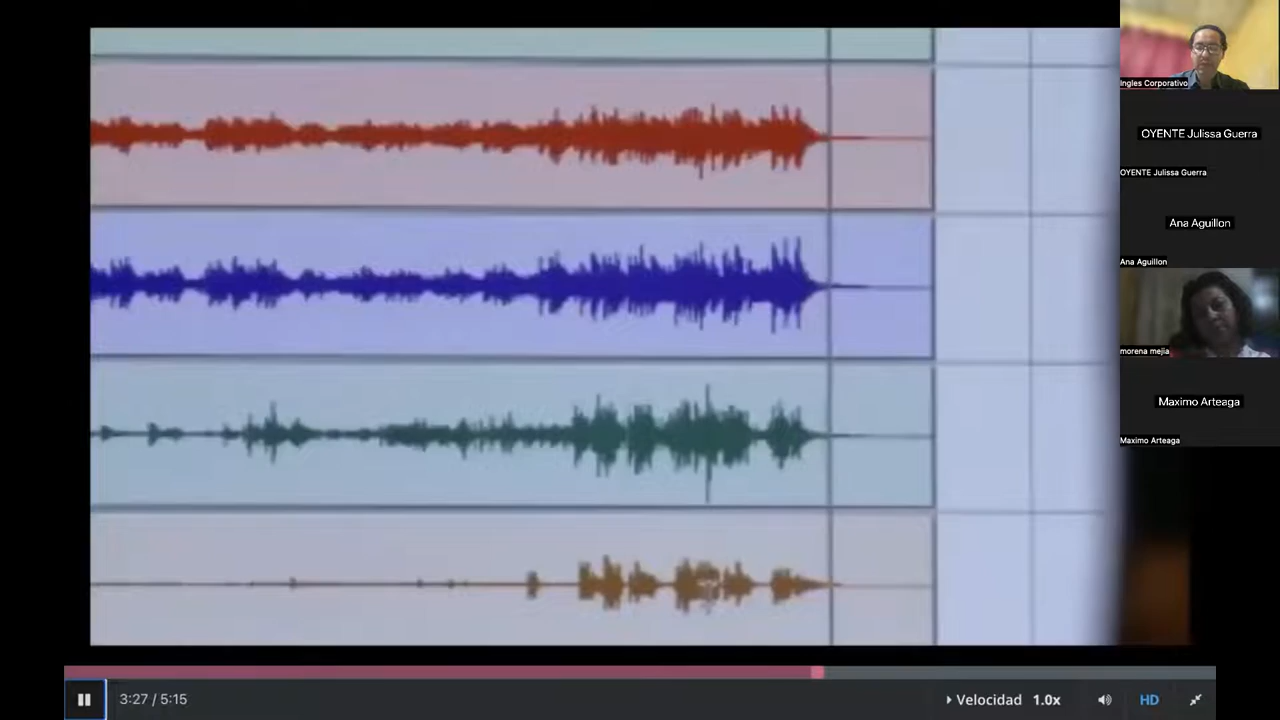 Ingles Corporativo
OYENTE Julissa Guerra
OYENTE Julissa Guerra
Ana Aguillon
Ana Aguillon
morena mejia
Maximo Arteaga
Maximo Arteaga
3:27 / 5:15
Velocidad 1.0x
HD